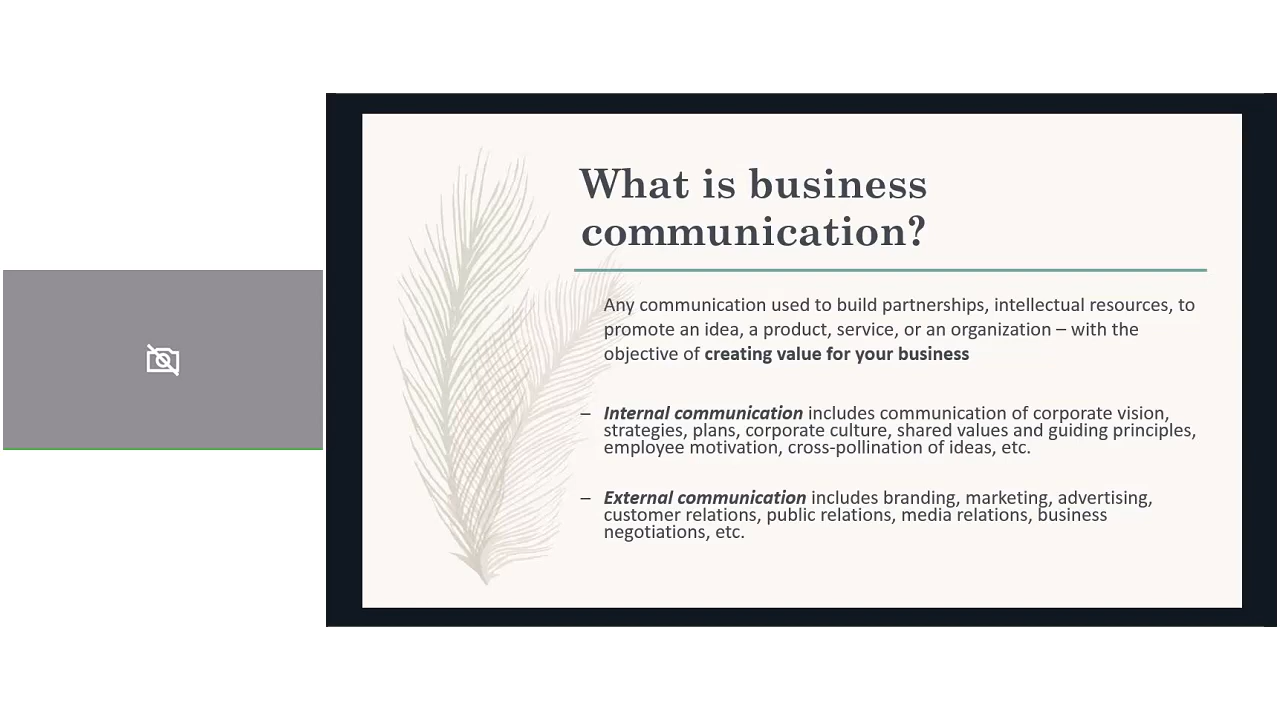 What is business
communication?
Any communication used to build partnerships, intellectual resources, to
promote an idea, a product, service, or an organization – with the
objective of creating value for your business
– Internal communication includes communication of corporate vision,
strategies, plans, corporate culture, shared values and guiding principles,
employee motivation, cross-pollination of ideas, etc.
– External communication includes branding, marketing, advertising,
customer relations, public relations, media relations, business
negotiations, etc.